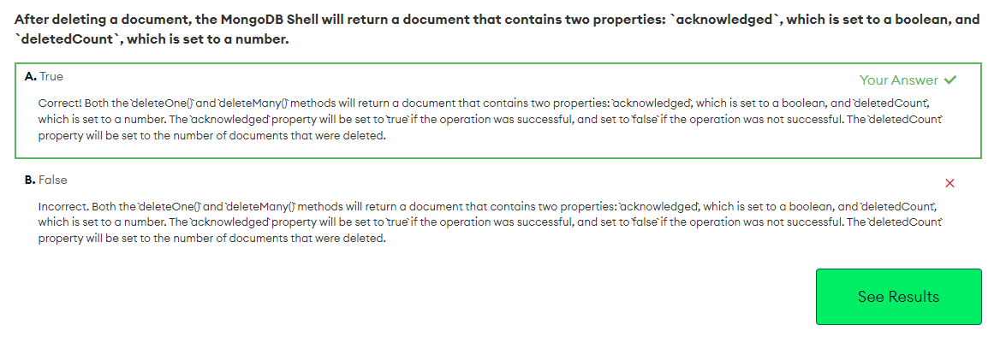 After deleting a document, the MongoDB Shell will return a document that contains two properties: `acknowledged`, which is set to a boolean, and
`deletedCount`, which is set to a number.
A. True
Your Answer ✓
Correct! Both the `deleteOne()` and `deleteMany()` methods will return a document that contains two properties: `acknowledged`, which is set to a boolean, and `deletedCount`,
which is set to a number. The `acknowledged` property will be set to `true` if the operation was successful, and set to `false` if the operation was not successful. The `deletedCount`
property will be set to the number of documents that were deleted.
B. False
Incorrect. Both the `deleteOne()` and `deleteMany()` methods will return a document that contains two properties: `acknowledged`, which is set to a boolean, and `deletedCount`,
which is set to a number. The `acknowledged` property will be set to `true` if the operation was successful, and set to `false` if the operation was not successful. The `deletedCount`
property will be set to the number of documents that were deleted.
See Results